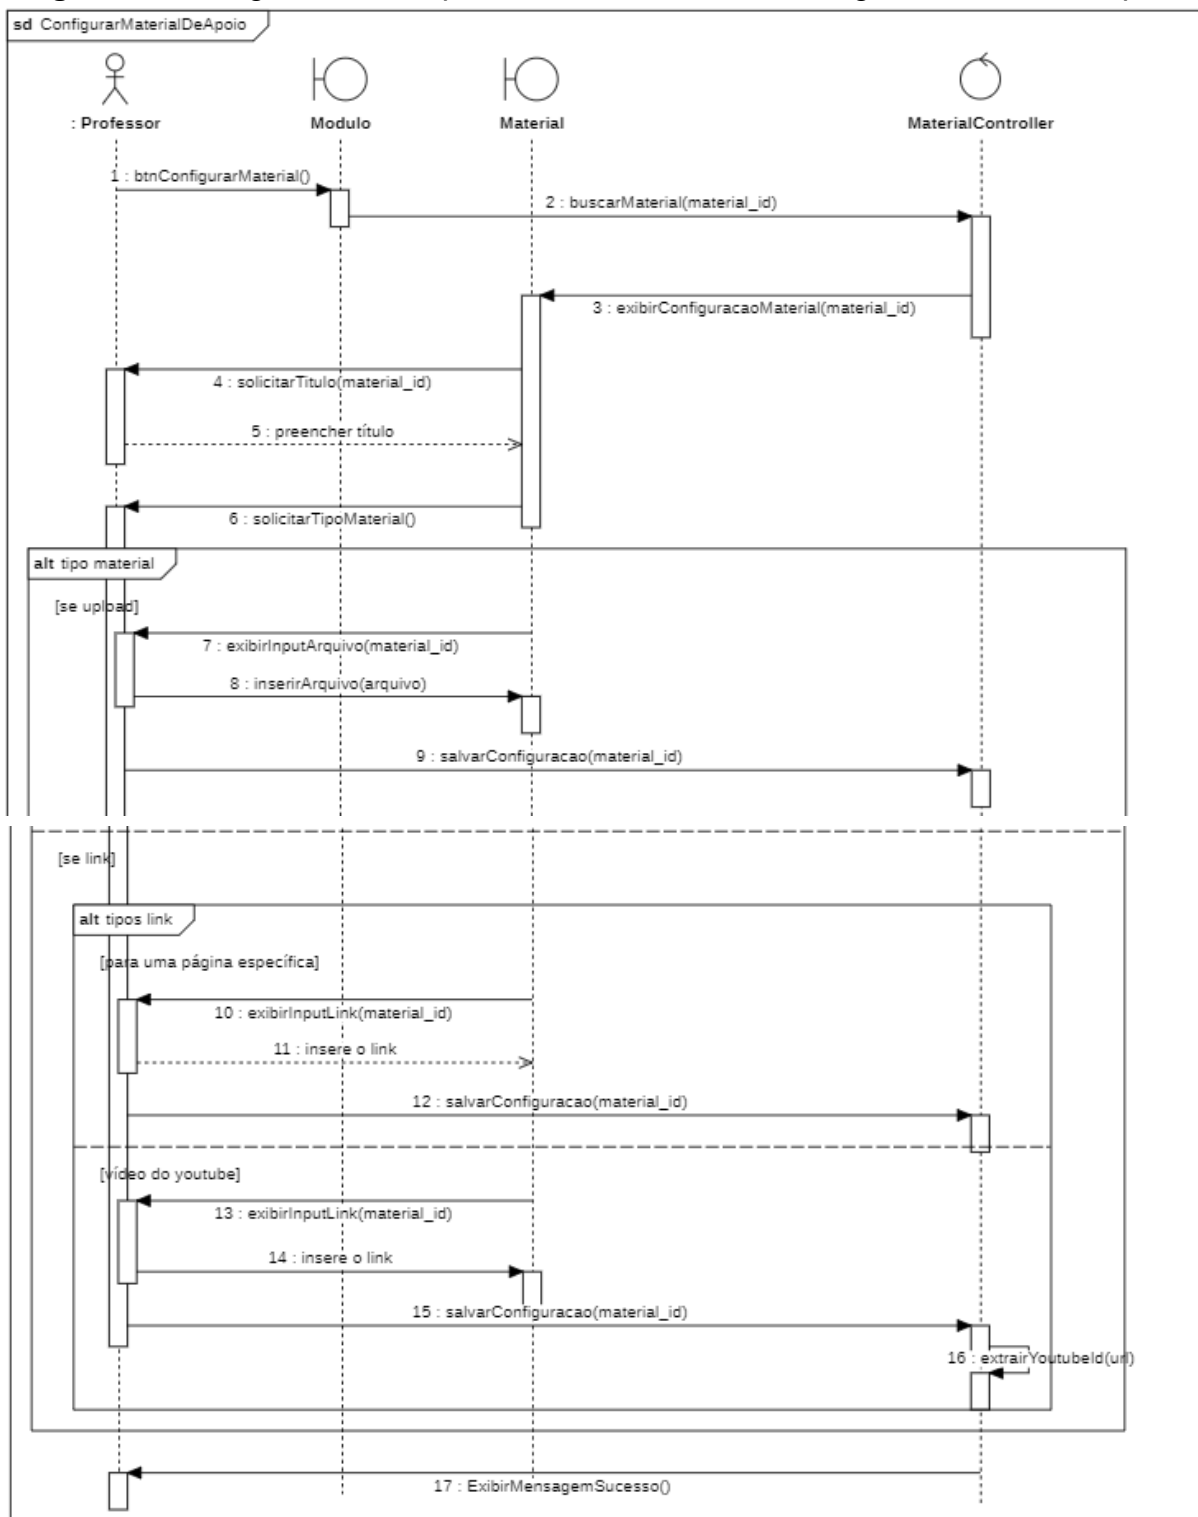 sd ConfigurarMaterialDeApoio
: Professor
Modulo
Material
MaterialController
1 : btnConfigurarMaterial()
2 : buscarMaterial(material_id)
3 : exibirConfiguracaoMaterial(material_id)
4 : solicitarTitulo(material_id)
5 : preencher título
6 : solicitarTipoMaterial()
alt tipo material
[se upload]
7 : exibirInputArquivo(material_id)
8 : inserirArquivo(arquivo)
9 : salvarConfiguracao(material_id)
[se link]
alt tipos link
[para uma página específica]
10 : exibirInputLink(material_id)
11 : insere o link
12 : salvarConfiguracao(material_id)
[vídeo do youtube]
13 : exibirInputLink(material_id)
14 : insere o link
15 : salvarConfiguracao(material_id)
16 : extrairYoutubeId(url)
17 : ExibirMensagemSucesso()